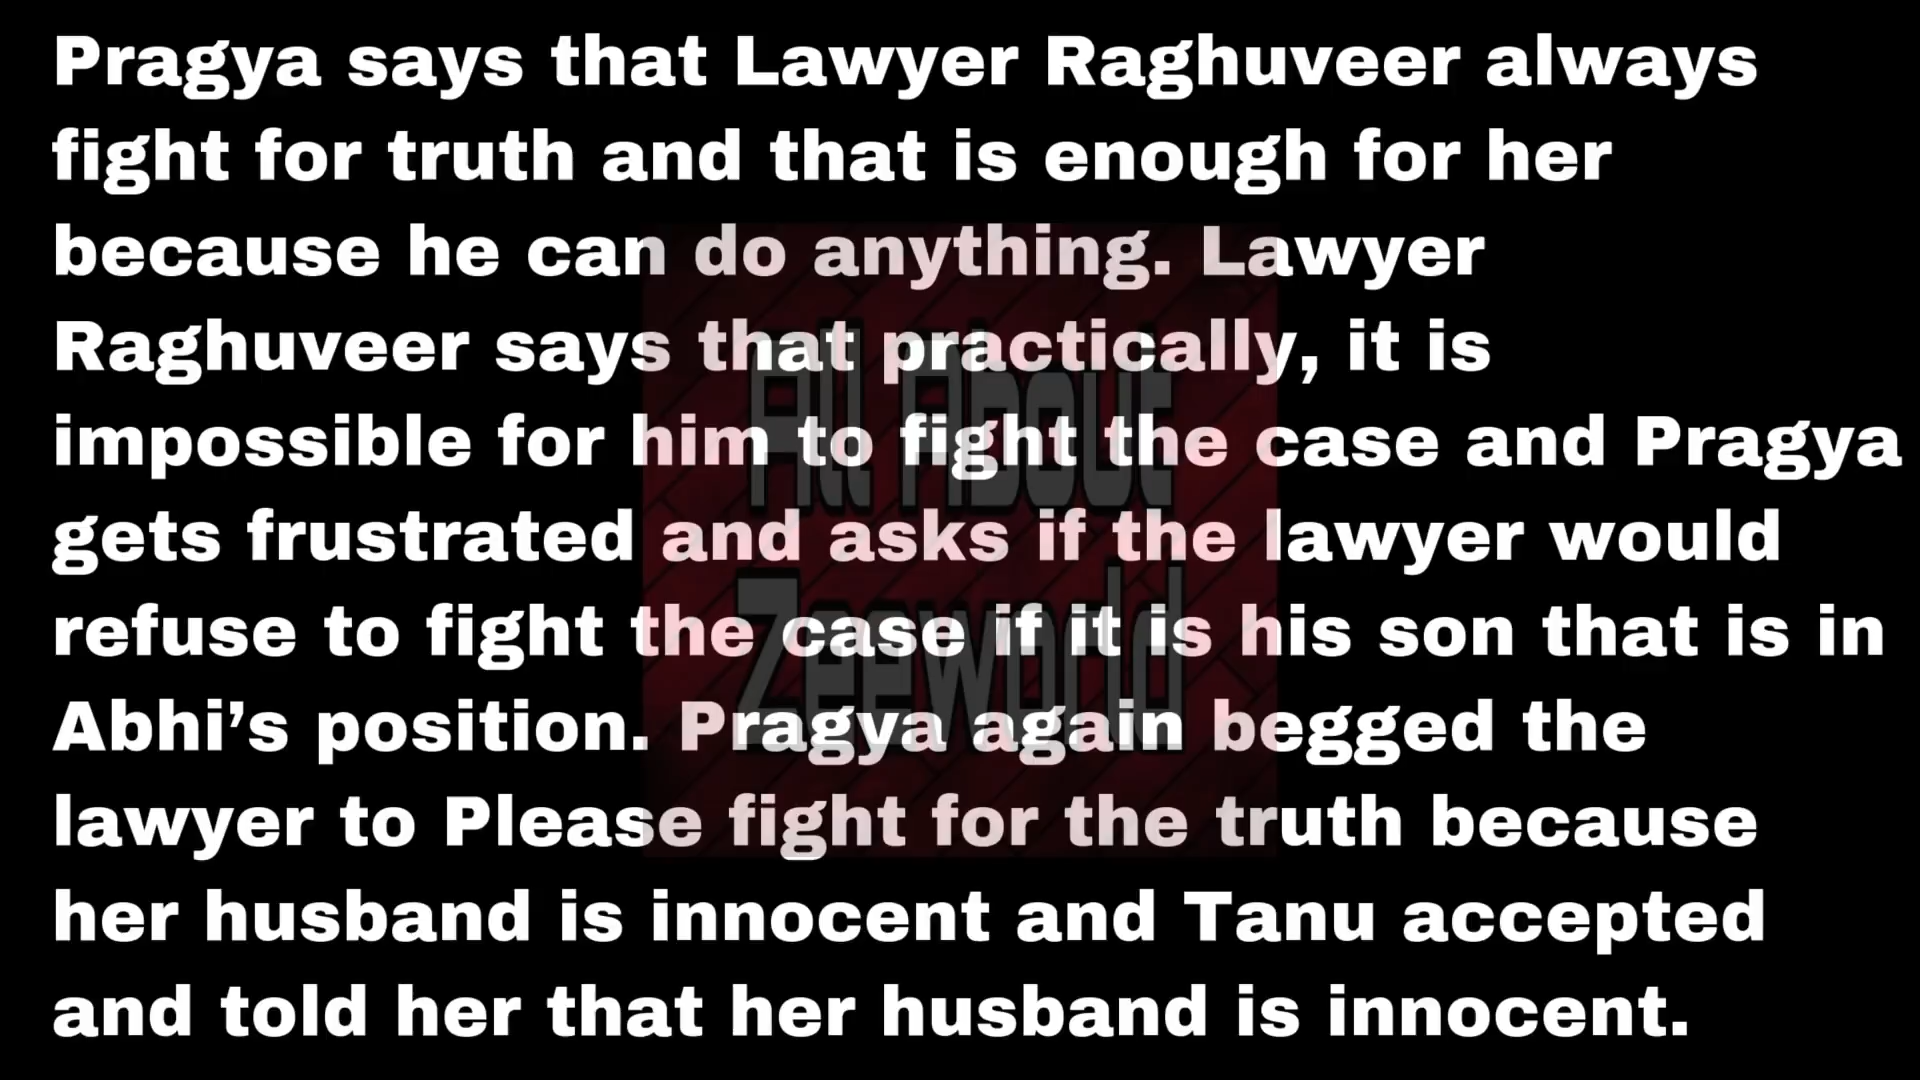 Pragya says that Lawyer Raghuveer always
fight for truth and that is enough for her
because he can do anything. Lawyer
Raghuveer says that practically, it is
impossible for him to fight the case and Pragya
gets frustrated and asks if the lawyer would
refuse to fight the case if it is his son that is in
Abhi’s position. Pragya again begged the
lawyer to Please fight for the truth because
her husband is innocent and Tanu accepted
and told her that her husband is innocent.
All About
Zeeworld